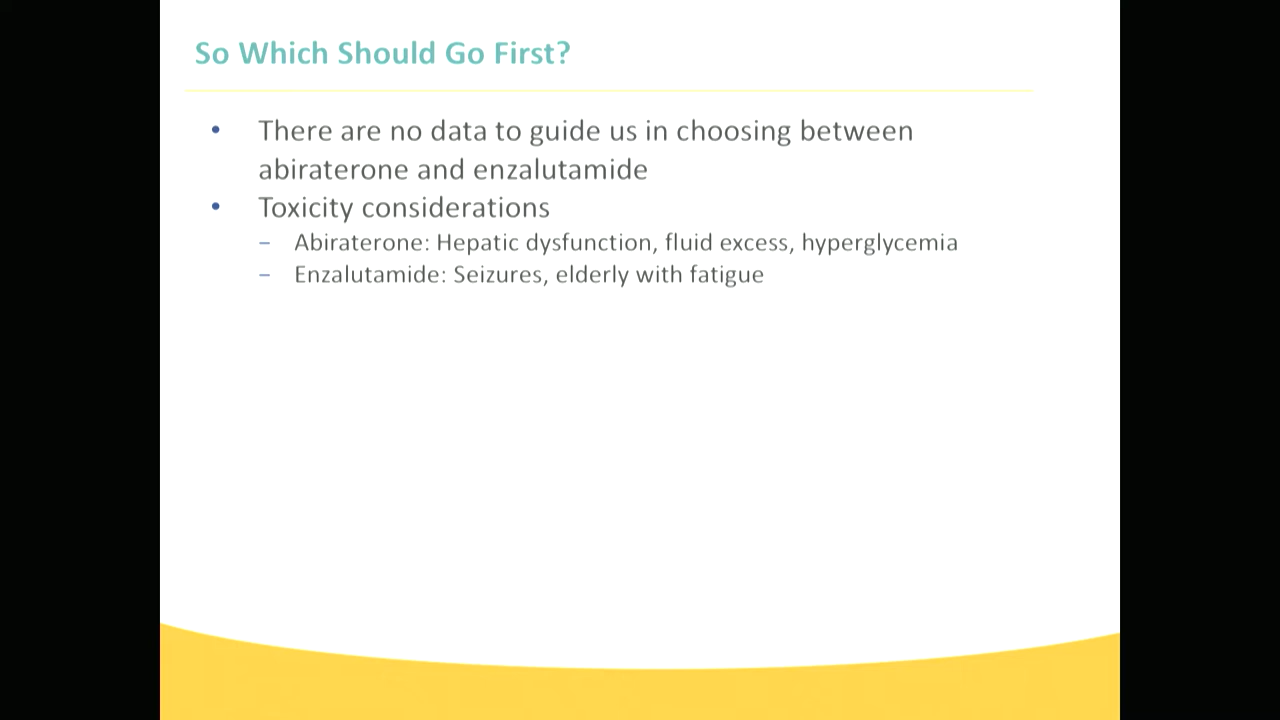 So Which Should Go First?
• There are no data to guide us in choosing between
abiraterone and enzalutamide
• Toxicity considerations
– Abiraterone: Hepatic dysfunction, fluid excess, hyperglycemia
– Enzalutamide: Seizures, elderly with fatigue